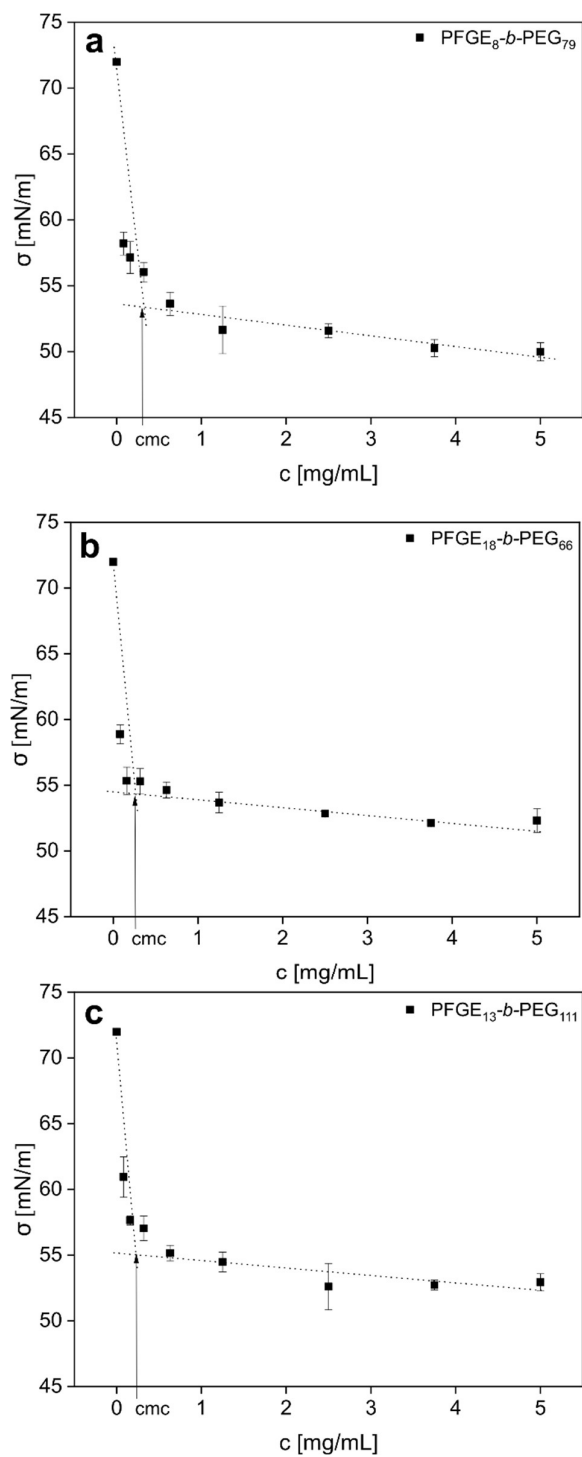 a
PFGE8-b-PEG79
75
70
65
60
55
50
45
σ [mN/m]
0 cmc 1 2 3 4 5
c [mg/mL]
b
PFGE18-b-PEG66
75
70
65
60
55
50
45
σ [mN/m]
0 cmc 1 2 3 4 5
c [mg/mL]
c
PFGE13-b-PEG111
75
70
65
60
55
50
45
σ [mN/m]
0 cmc 1 2 3 4 5
c [mg/mL]